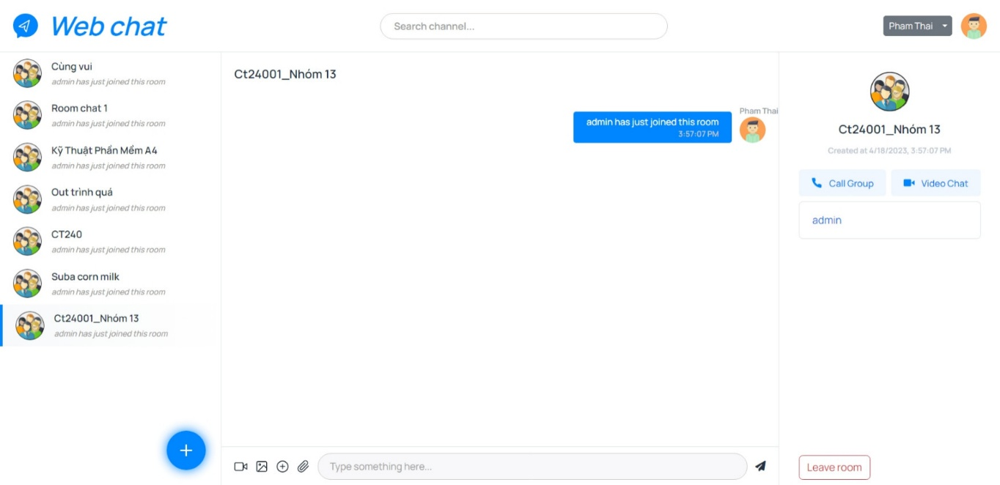 Web chat
Search channel...
Pham Thai
Cùng vui
admin has just joined this room
Room chat 1
admin has just joined this room
Kỹ Thuật Phần Mềm A4
admin has just joined this room
Out trình quá
admin has just joined this room
CT240
admin has just joined this room
Suba corn milk
admin has just joined this room
Ct24001_Nhóm 13
admin has just joined this room
Ct24001_Nhóm 13
Pham Thai
admin has just joined this room
3:57:07 PM
Type something here...
Ct24001_Nhóm 13
Created at 4/18/2023, 3:57:07 PM
Call Group
Video Chat
admin
Leave room